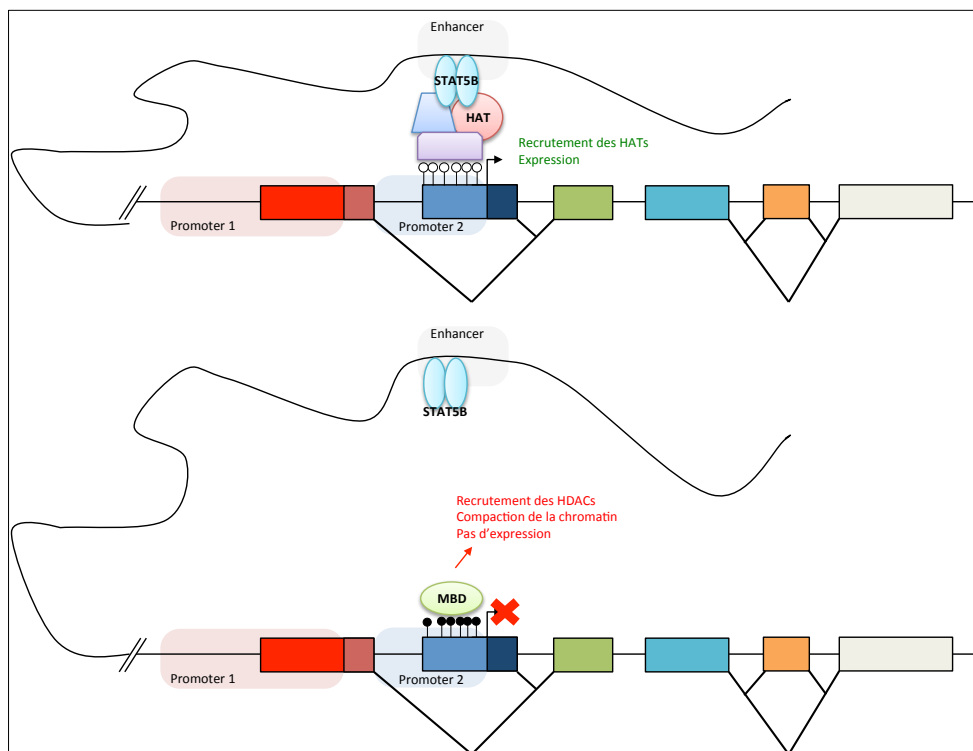 Enhancer
STAT5B
HAT
Recrutement des HATs
Expression
Promoter 1
Promoter 2
Enhancer
STAT5B
Recrutement des HDACs
Compaction de la chromatin
Pas d'expression
MBD
Promoter 1
Promoter 2